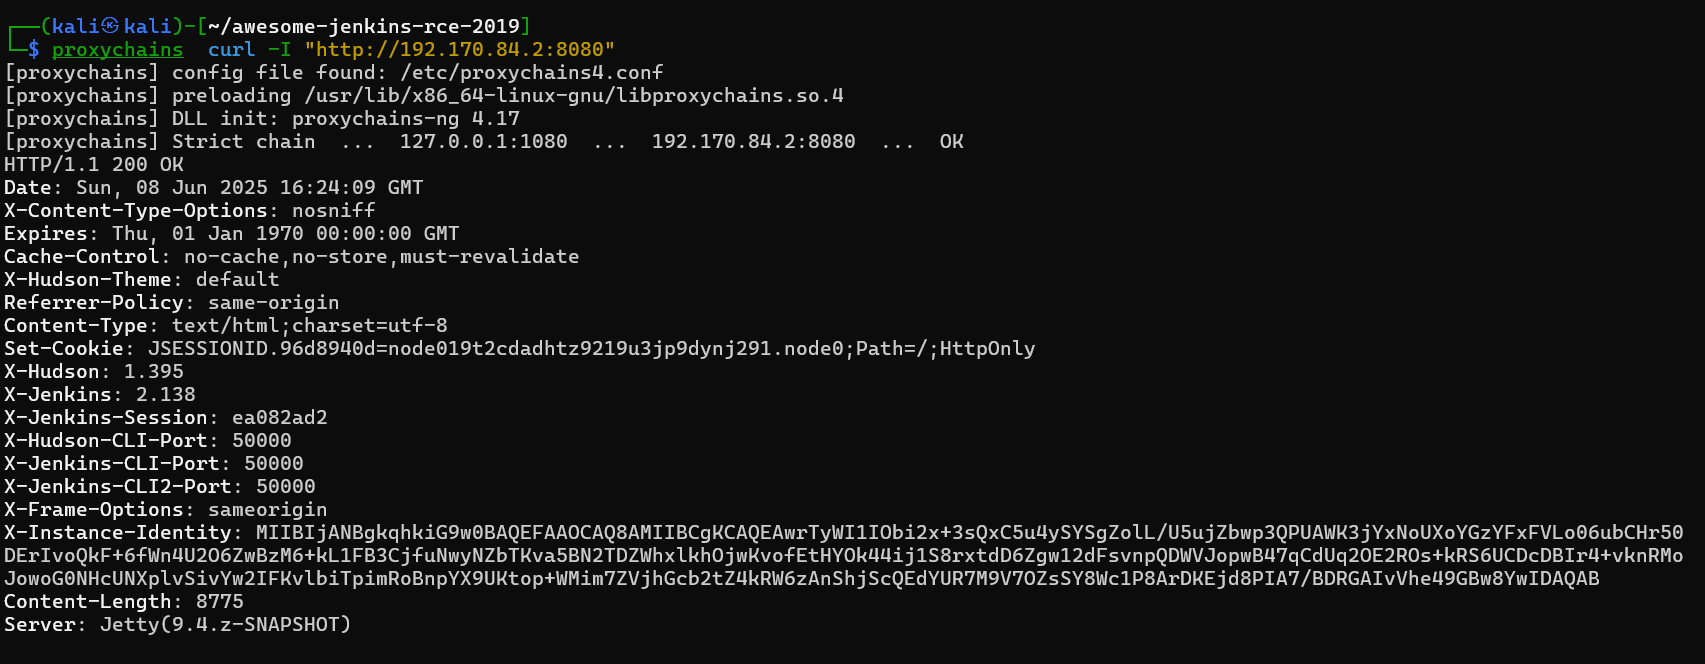 ┌──(kali㉿kali)-[~/awesome-jenkins-rce-2019]
└─$ proxychains  curl -I "http://192.170.84.2:8080"
[proxychains] config file found: /etc/proxychains4.conf
[proxychains] preloading /usr/lib/x86_64-linux-gnu/libproxychains.so.4
[proxychains] DLL init: proxychains-ng 4.17
[proxychains] Strict chain  ...  127.0.0.1:1080  ...  192.170.84.2:8080  ...  OK
HTTP/1.1 200 OK
Date: Sun, 08 Jun 2025 16:24:09 GMT
X-Content-Type-Options: nosniff
Expires: Thu, 01 Jan 1970 00:00:00 GMT
Cache-Control: no-cache,no-store,must-revalidate
X-Hudson-Theme: default
Referrer-Policy: same-origin
Content-Type: text/html;charset=utf-8
Set-Cookie: JSESSIONID.96d8940d=node019t2cdadhtz9219u3jp9dynj291.node0;Path=/;HttpOnly
X-Hudson: 1.395
X-Jenkins: 2.138
X-Jenkins-Session: ea082ad2
X-Hudson-CLI-Port: 50000
X-Jenkins-CLI-Port: 50000
X-Jenkins-CLI2-Port: 50000
X-Frame-Options: sameorigin
X-Instance-Identity: MIIBIjANBgkqhkiG9w0BAQEFAAOCAQ8AMIIBCgKCAQEAwrTyWI1IObi2x+3sQxC5u4ySYSgZolL/U5ujZbwp3QPUAWK3jYxNoUXoYGzYFxFVLo06ubCHr50
DErIvoQkF+6fWn4U2O6ZwBzM6+kL1FB3CjfuNwyNZbTKva5BN2TDZWhxlkhOjwKvofEtHYOk44ij1S8rxtdD6Zgw12dFsvnpQDWVJopwB47qCdUq2OE2ROs+kRS6UCDcDBIr4+vknRMo
JowoG0NHcUNXplvSivYw2IFKvlbiTpimRoBnpYX9UKtop+WMim7ZVjhGcb2tZ4kRW6zAnShjScQEdYUR7M9V7OZsSY8Wc1P8ArDKEjd8PIA7/BDRGAIvVhe49GBw8YwIDAQAB
Content-Length: 8775
Server: Jetty(9.4.z-SNAPSHOT)